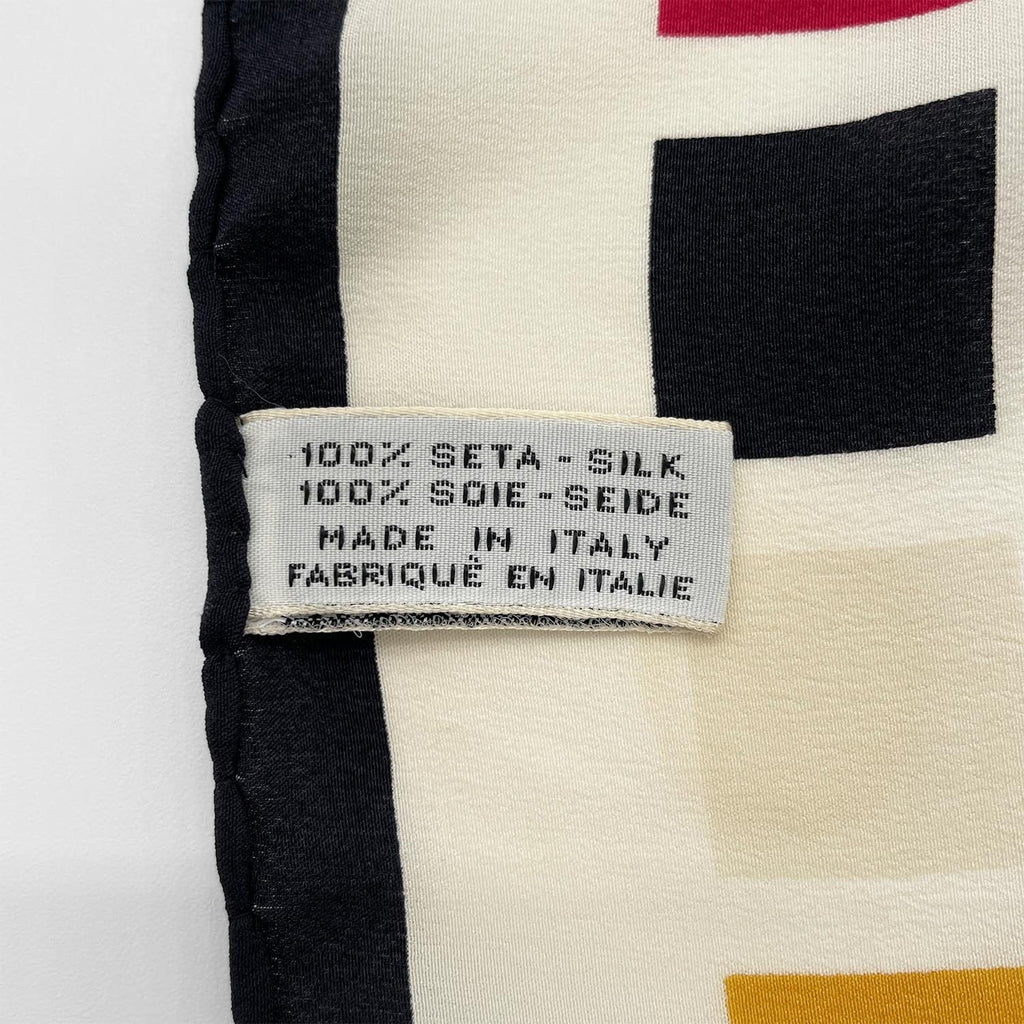 100% SETA - SILK
100% SOIE - SEIDE
MADE IN ITALY
FABRIQUÉ EN ITALIE